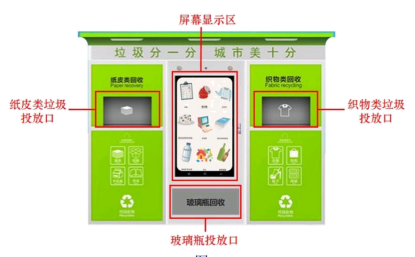 屏幕显示区
垃圾分一分 城市美十分
纸皮类回收
Paper recovery
织物类回收
Fabric recycling
纸皮类垃圾
投放口
织物类垃圾
投放口
玻璃瓶回收
玻璃瓶投放口